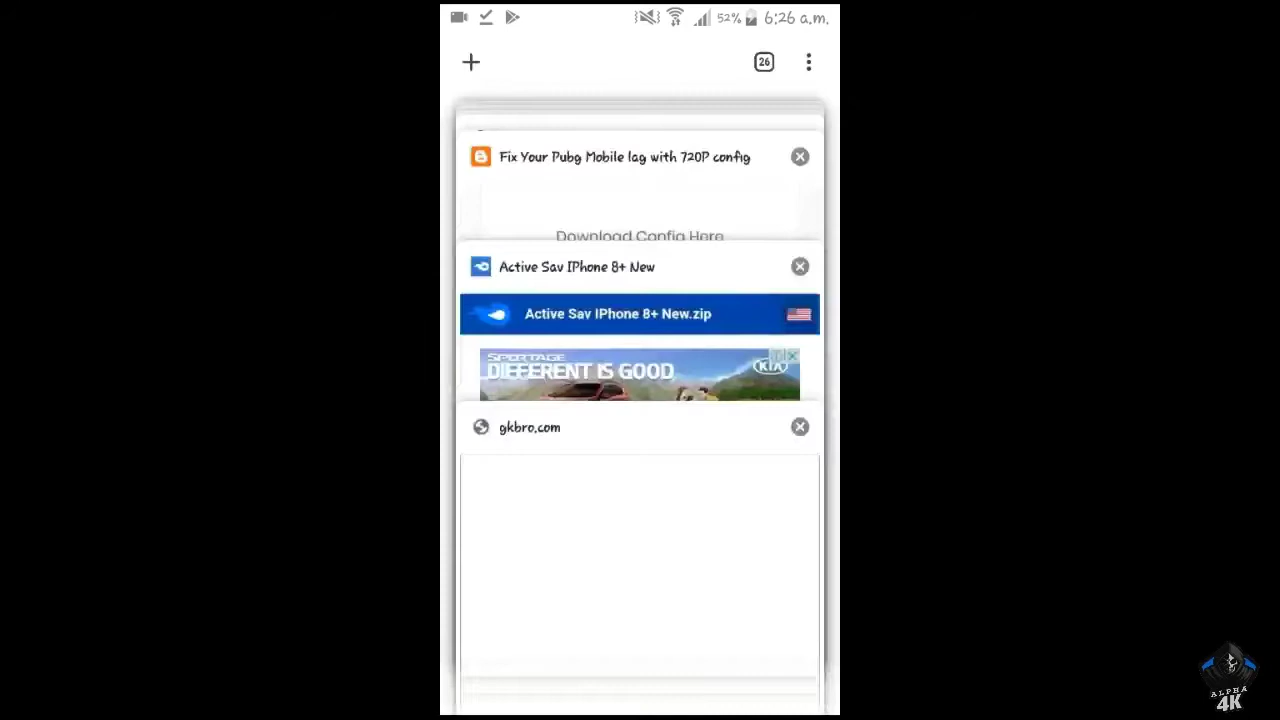 52% 6:26 a.m.
26
Fix Your Pubg Mobile lag with 720P config
Download Config Here
Active Sav IPhone 8+ New
Active Sav IPhone 8+ New.zip
SPORTAGE
DIFFERENT IS GOOD
KIA
gkbro.com
ALPHA
4K